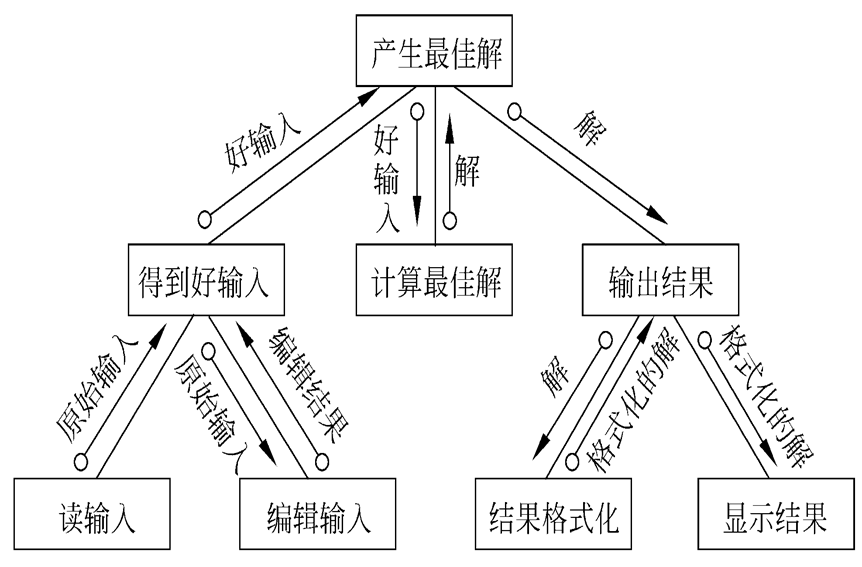 产生最佳解
好输入
好输入
解
解
得到好输入
计算最佳解
输出结果
原始输入
原始输入
编辑结果
解
格式化的解
格式化的解
读输入
编辑输入
结果格式化
显示结果